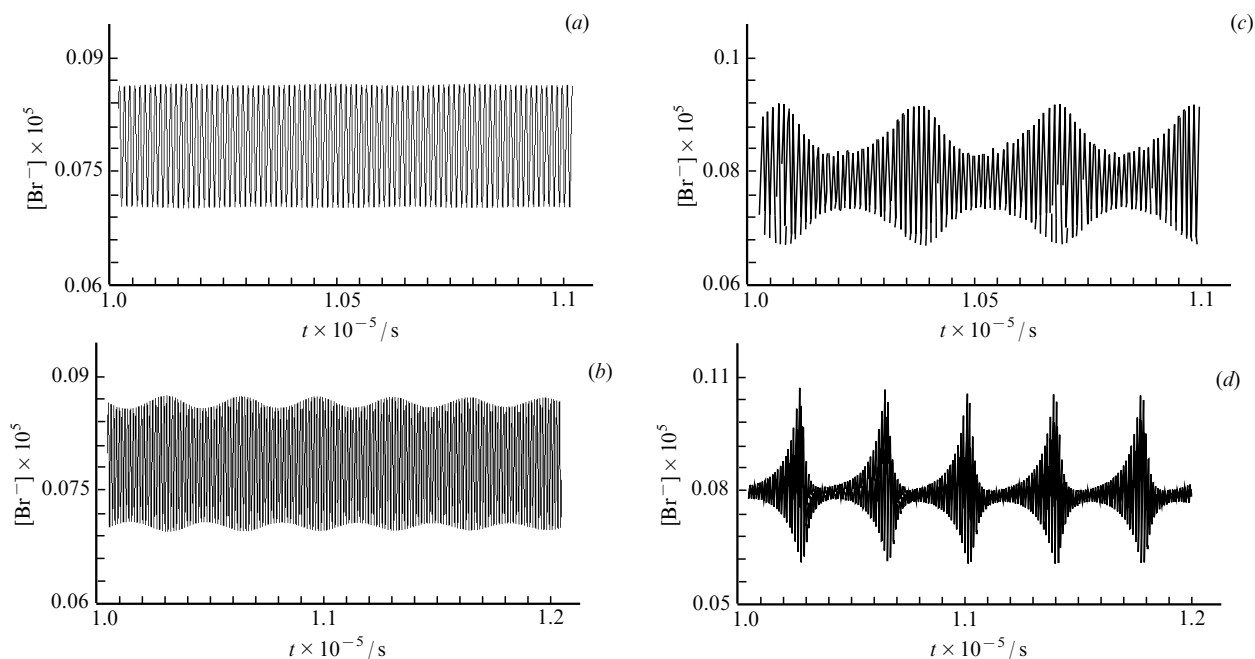 (a)
0.09
0.075
0.06
[Br⁻] × 10⁵
1.0 1.05 1.1
t × 10⁻⁵ / s
(c)
0.1
0.08
0.06
[Br⁻] × 10⁵
1.0 1.05 1.1
t × 10⁻⁵ / s
(b)
0.09
0.075
0.06
[Br⁻] × 10⁵
1.0 1.1 1.2
t × 10⁻⁵ / s
(d)
0.11
0.08
0.05
[Br⁻] × 10⁵
1.0 1.1 1.2
t × 10⁻⁵ / s